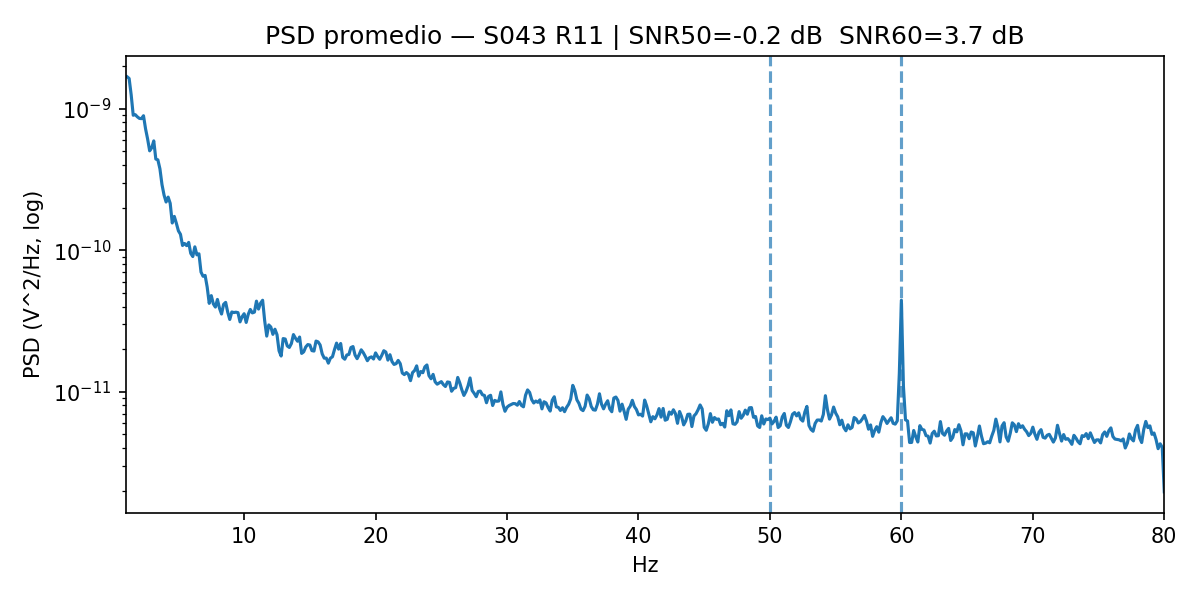 PSD promedio — S043 R11 | SNR50=-0.2 dB  SNR60=3.7 dB
PSD (V^2/Hz, log)
10⁻⁹
10⁻¹⁰
10⁻¹¹
10 20 30 40 50 60 70 80
Hz